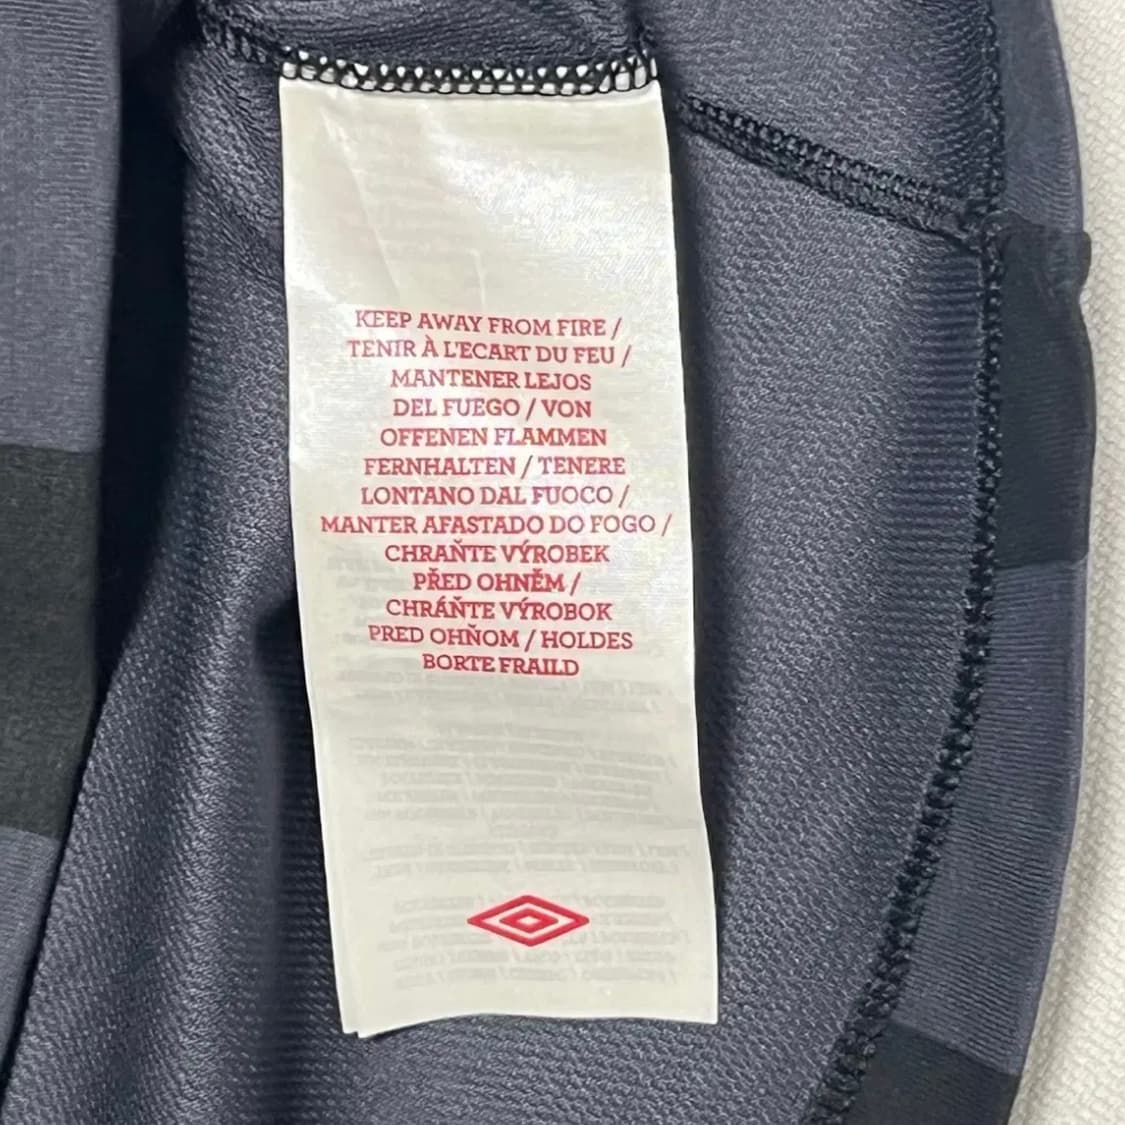 KEEP AWAY FROM FIRE /
TENIR À L'ECART DU FEU /
MANTENER LEJOS
DEL FUEGO / VON
OFFENEN FLAMMEN
FERNHALTEN / TENERE
LONTANO DAL FUOCO /
MANTER AFASTADO DO FOGO /
CHRAŇTE VÝROBEK
PŘED OHNĚM /
CHRÁŇTE VÝROBOK
PRED OHŇOM / HOLDES
BORTE FRAILD